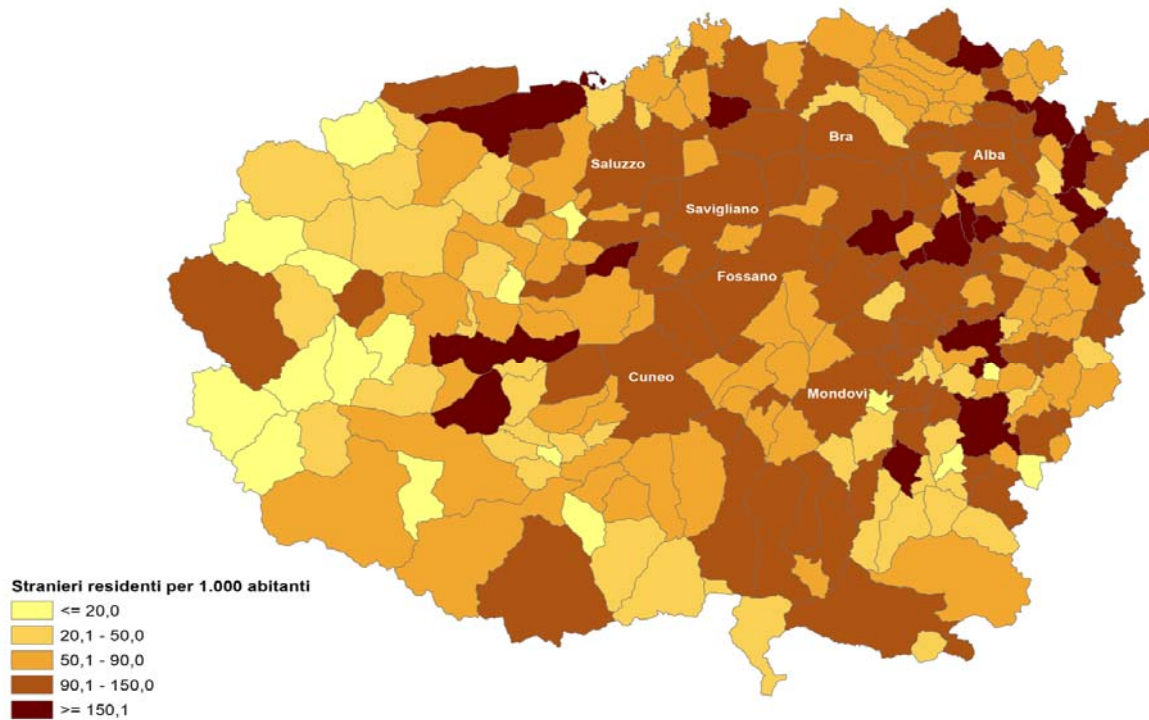 Bra
Alba
Saluzzo
Savigliano
Fossano
Cuneo
Mondovì
Stranieri residenti per 1.000 abitanti
<= 20,0
20,1 - 50,0
50,1 - 90,0
90,1 - 150,0
>= 150,1